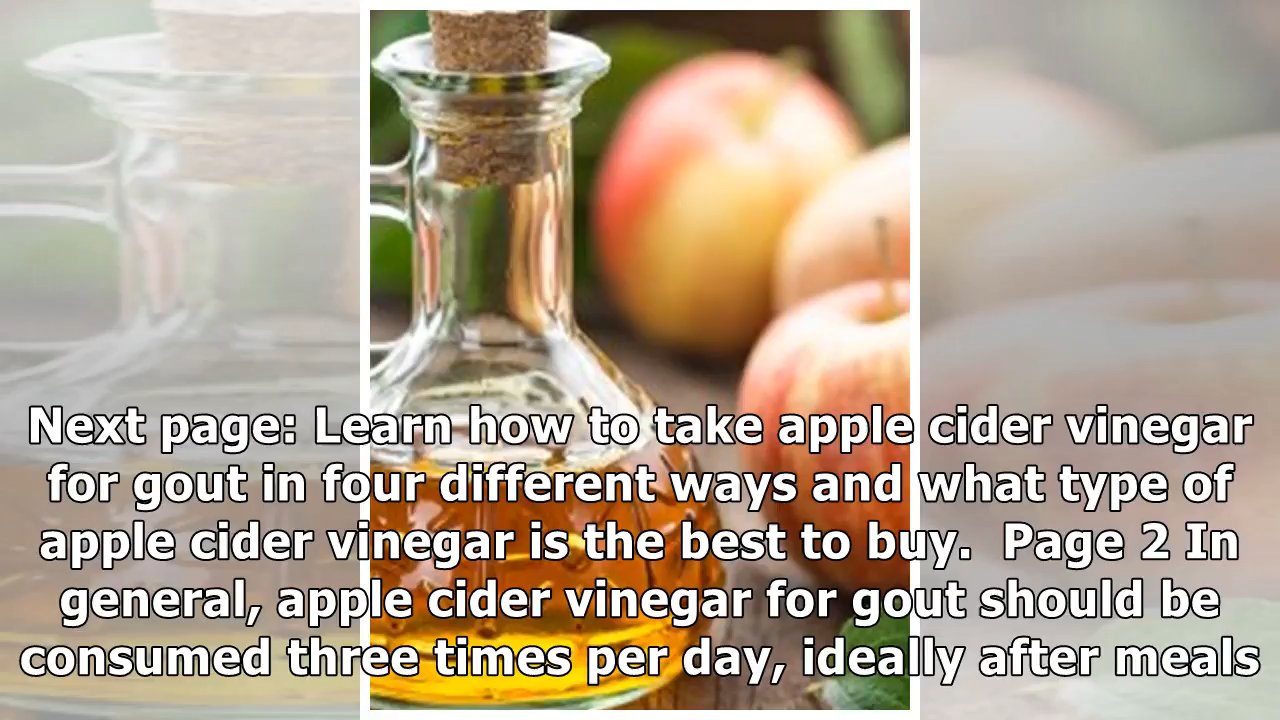 Next page: Learn how to take apple cider vinegar
for gout in four different ways and what type of
apple cider vinegar is the best to buy.  Page 2 In
general, apple cider vinegar for gout should be
consumed three times per day, ideally after meals